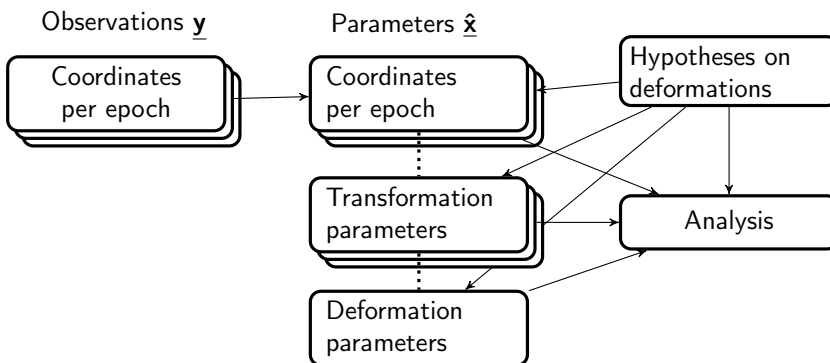 Observations y
Parameters x̂
Coordinates
per epoch
Coordinates
per epoch
Hypotheses on
deformations
Transformation
parameters
Analysis
Deformation
parameters